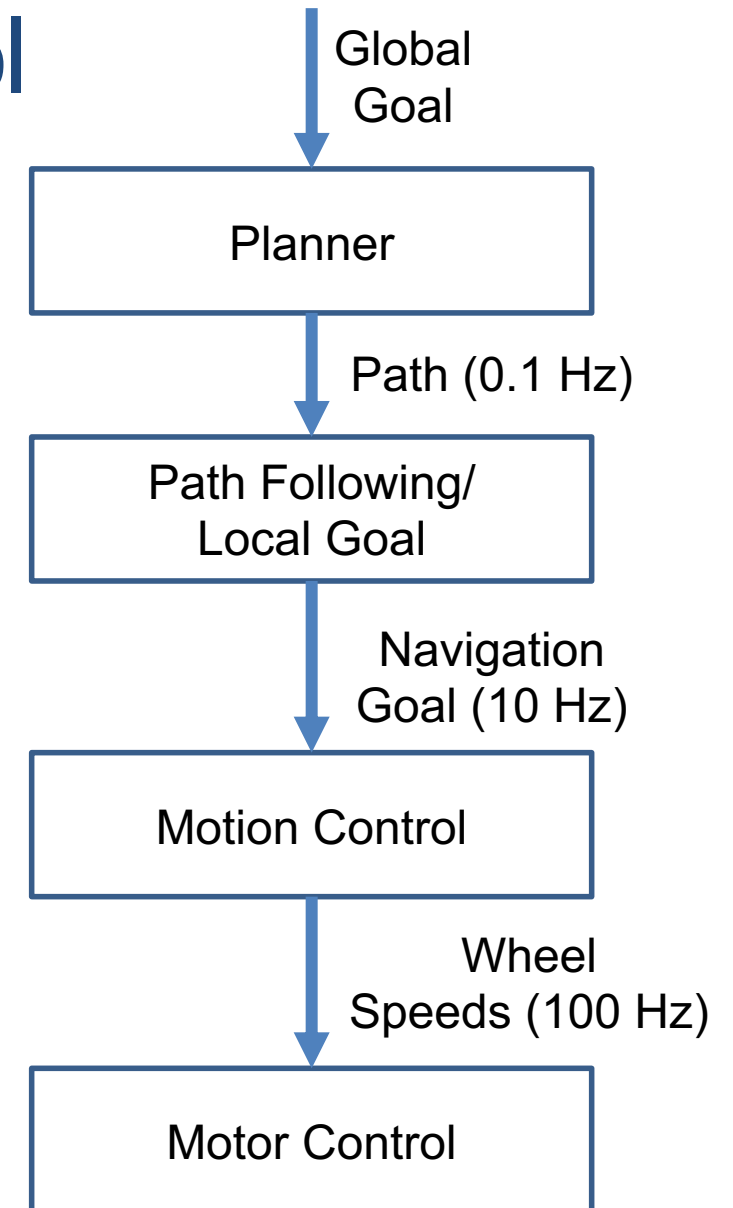 Global
Goal
Planner
Path (0.1 Hz)
Path Following/
Local Goal
Navigation
Goal (10 Hz)
Motion Control
Wheel
Speeds (100 Hz)
Motor Control